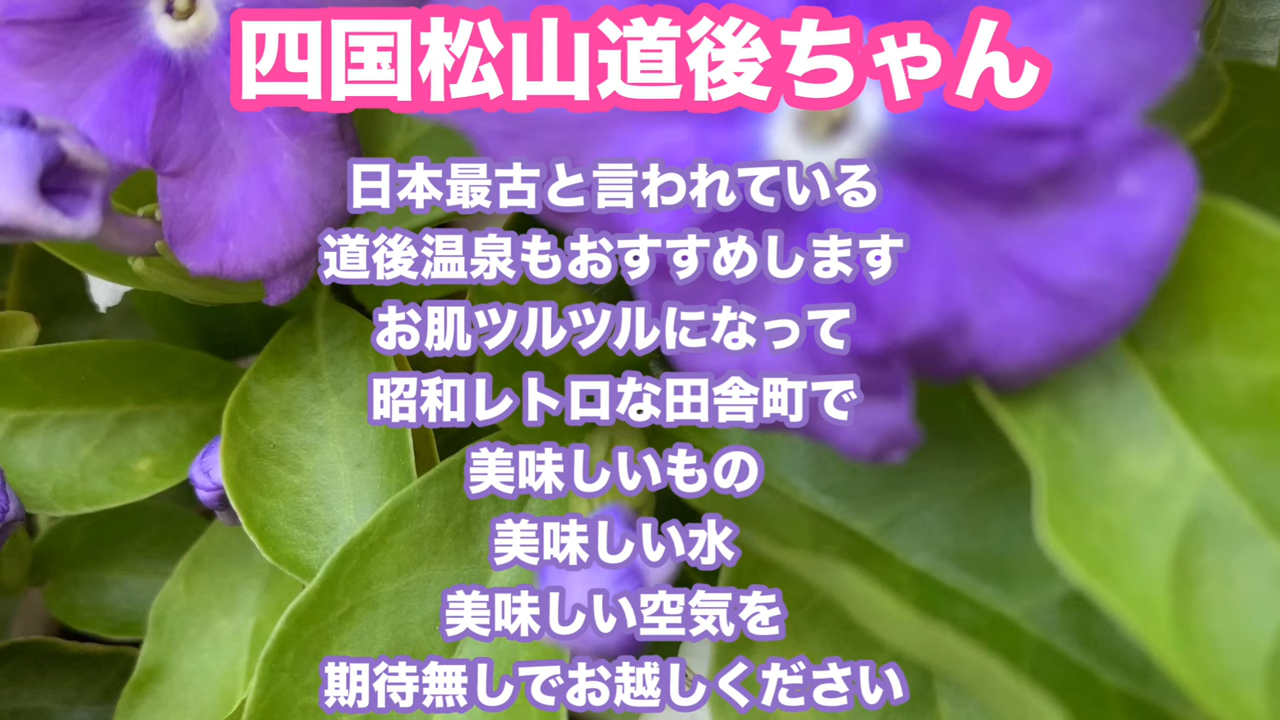 四国松山道後ちゃん
日本最古と言われている
道後温泉もおすすめします
お肌ツルツルになって
昭和レトロな田舎町で
美味しいもの
美味しい水
美味しい空気を
期待無しでお越しください